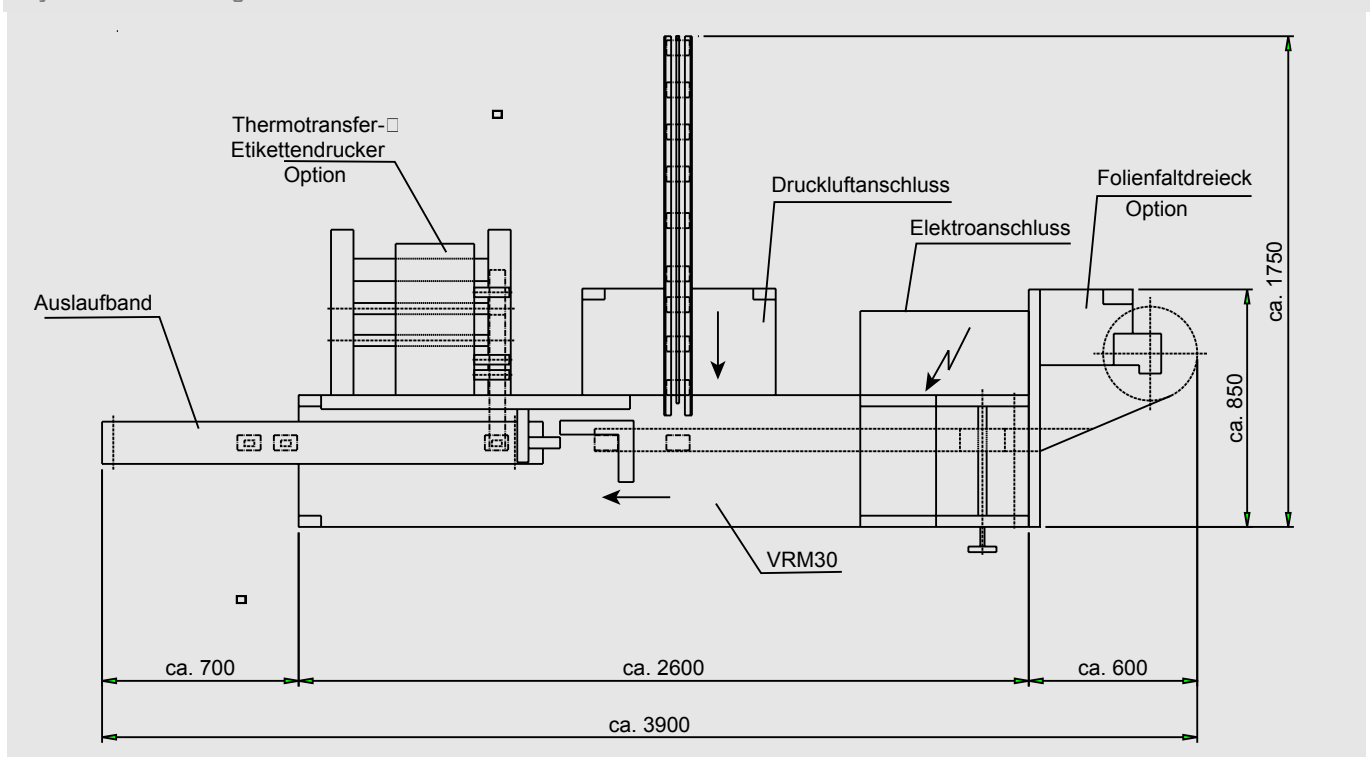 Thermotransfer-
Etikettendrucker
Option
Druckluftanschluss
Folienfaltdreieck
Option
Elektroanschluss
Auslaufband
ca. 1750
ca. 850
VRM30
ca. 700
ca. 2600
ca. 600
ca. 3900